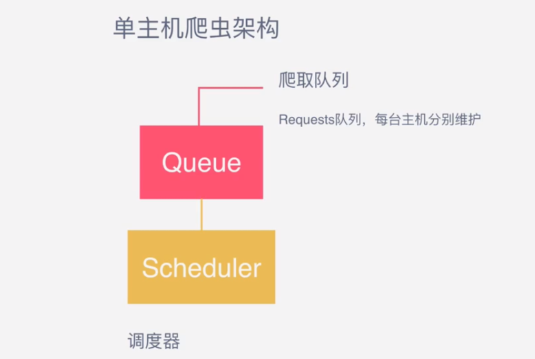 单主机爬虫架构
爬取队列
Requests队列，每台主机分别维护
Queue
Scheduler
调度器